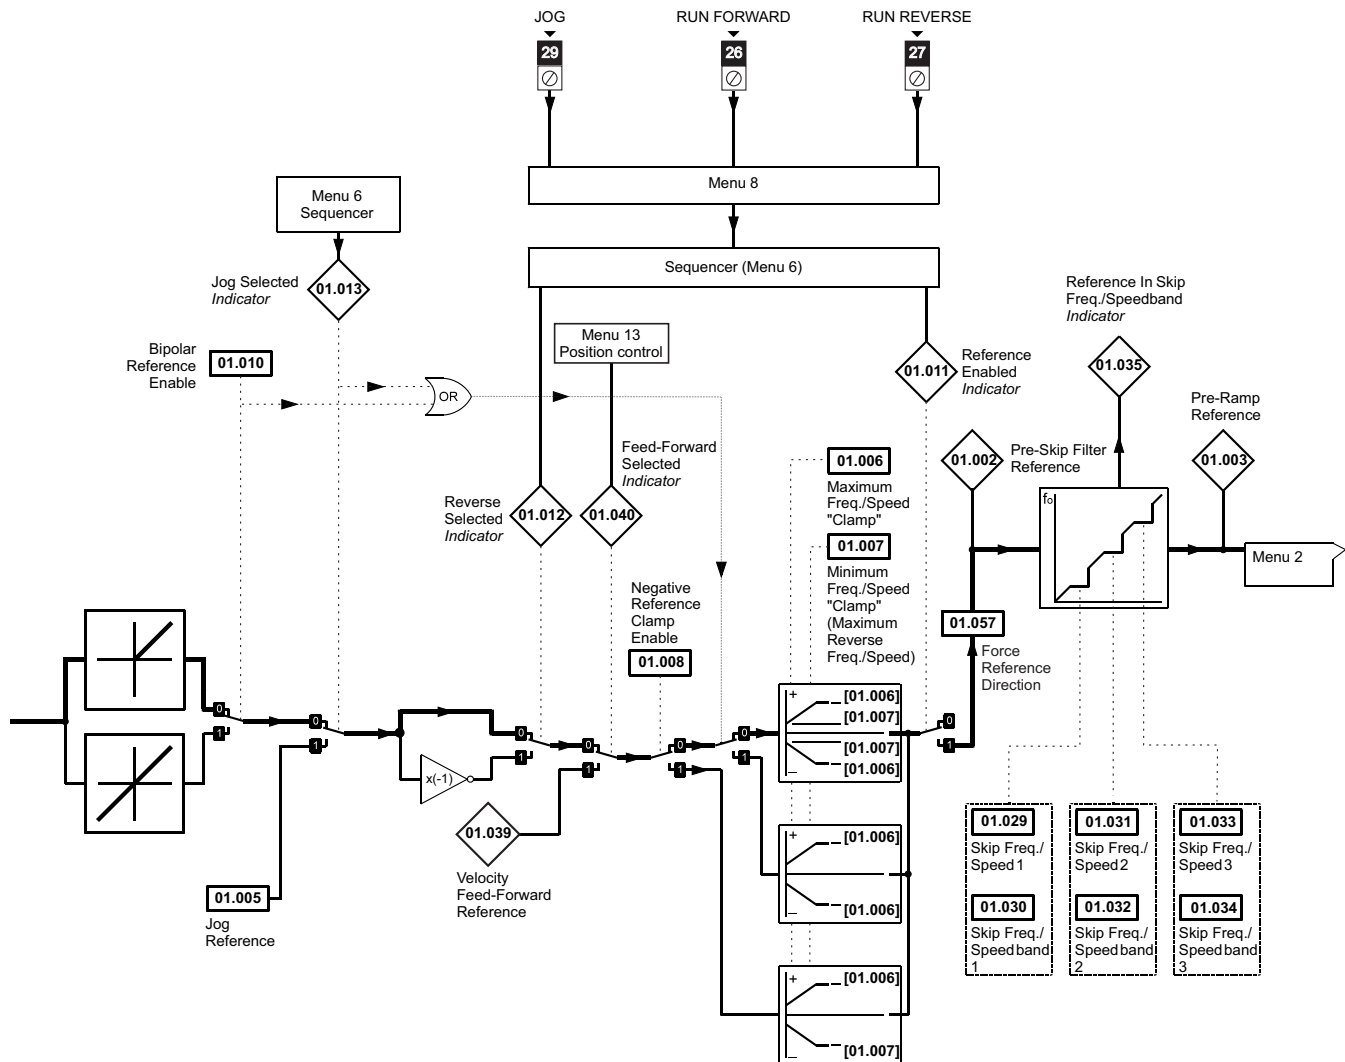 JOG
RUN FORWARD
RUN REVERSE
29
26
27
Menu 8
Menu 6
Sequencer
Sequencer (Menu 6)
Jog Selected
Indicator
01.013
Reference In Skip
Freq./Speedband
Indicator
Menu 13
Position control
Bipolar
Reference
Enable
01.010
OR
01.011
Reference
Enabled
Indicator
01.035
Pre-Ramp
Reference
Feed-Forward
Selected
Indicator
01.006
Maximum
Freq./Speed
"Clamp"
01.002
Pre-Skip Filter
Reference
01.003
Reverse
Selected
Indicator
01.012
01.040
fo
01.007
Minimum
Freq./Speed
"Clamp"
(Maximum
Reverse
Freq./Speed)
Menu 2
Negative
Reference
Clamp
Enable
01.008
01.057
Force
Reference
Direction
0
1
0
1
0
1
0
1
0
1
0
1
0
1
x(-1)
+
[01.006]
[01.007]
[01.007]
[01.006]
_
01.039
Velocity
Feed-Forward
Reference
+
[01.006]
[01.006]
_
01.005
Jog
Reference
+
[01.006]
[01.007]
_
01.029
Skip Freq./
Speed 1
01.031
Skip Freq./
Speed 2
01.033
Skip Freq./
Speed 3
01.030
Skip Freq./
Speedband
1
01.032
Skip Freq./
Speedband
2
01.034
Skip Freq./
Speedband
3